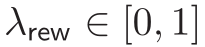 λ_rew ∈ [0, 1]